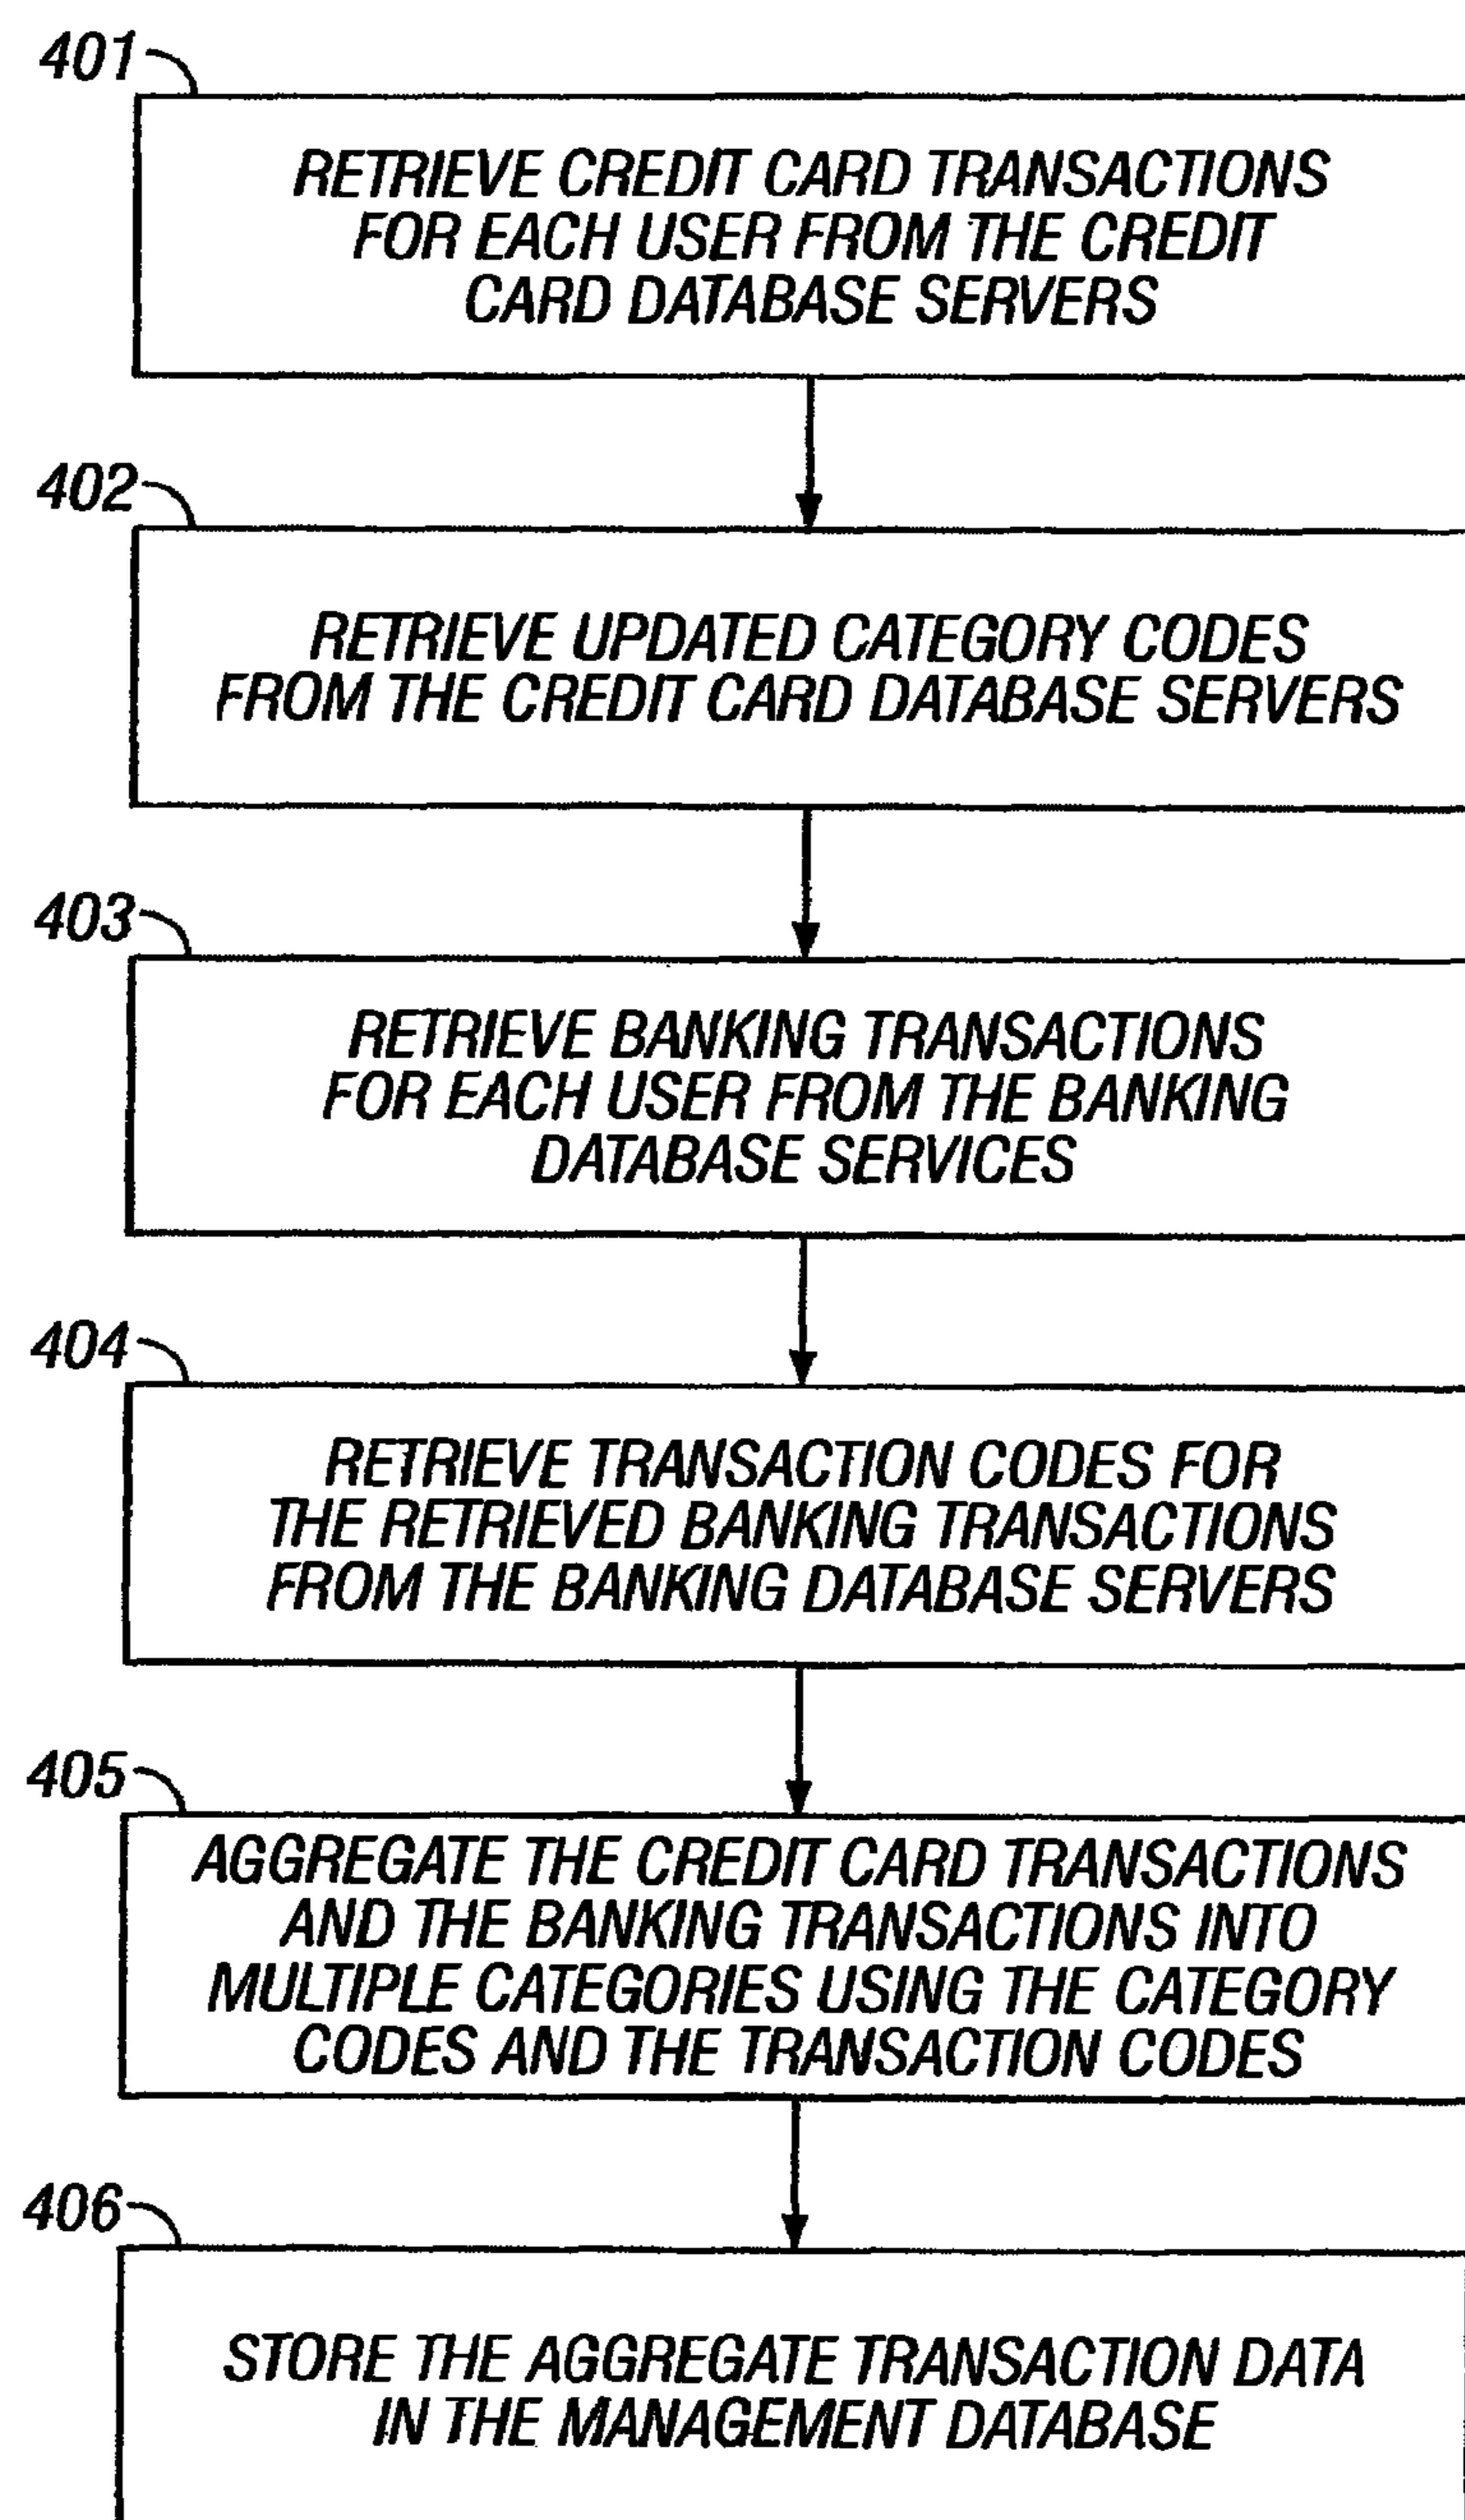 401
RETRIEVE CREDIT CARD TRANSACTIONS
FOR EACH USER FROM THE CREDIT
CARD DATABASE SERVERS
402
RETRIEVE UPDATED CATEGORY CODES
FROM THE CREDIT CARD DATABASE SERVERS
403
RETRIEVE BANKING TRANSACTIONS
FOR EACH USER FROM THE BANKING
DATABASE SERVICES
404
RETRIEVE TRANSACTION CODES FOR
THE RETRIEVED BANKING TRANSACTIONS
FROM THE BANKING DATABASE SERVERS
405
AGGREGATE THE CREDIT CARD TRANSACTIONS
AND THE BANKING TRANSACTIONS INTO
MULTIPLE CATEGORIES USING THE CATEGORY
CODES AND THE TRANSACTION CODES
406
STORE THE AGGREGATE TRANSACTION DATA
IN THE MANAGEMENT DATABASE